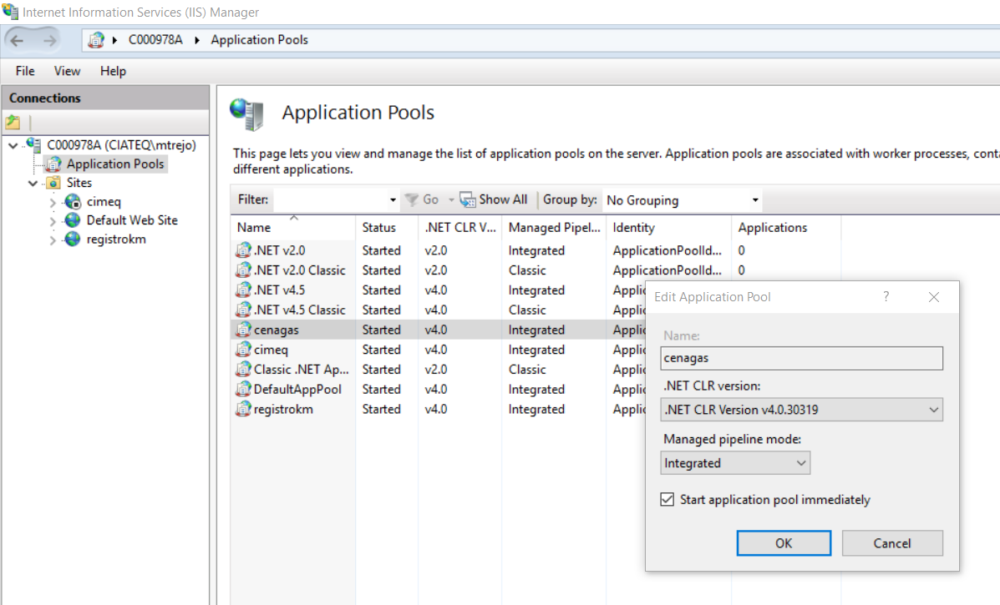 Internet Information Services (IIS) Manager
C000978A Application Pools
File View Help
Connections
C000978A (CIATEQ\mtrejo)
Application Pools
Sites
cimeq
Default Web Site
registrokm
Application Pools
This page lets you view and manage the list of application pools on the server. Application pools are associated with worker processes, conta
different applications.
Filter: Go Show All Group by: No Grouping
Name Status .NET CLR V... Managed Pipel... Identity Applications
.NET v2.0 Started v2.0 Integrated ApplicationPoolId... 0
.NET v2.0 Classic Started v2.0 Classic ApplicationPoolId... 0
.NET v4.5 Started v4.0 Integrated Applic
.NET v4.5 Classic Started v4.0 Classic Applic
cenagas Started v4.0 Integrated Applic
cimeq Started v4.0 Integrated Applic
Classic .NET Ap... Started v2.0 Classic Applic
DefaultAppPool Started v4.0 Integrated Applic
registrokm Started v4.0 Integrated Applic
Edit Application Pool ?
Name:
cenagas
.NET CLR version:
.NET CLR Version v4.0.30319
Managed pipeline mode:
Integrated
Start application pool immediately
OK Cancel